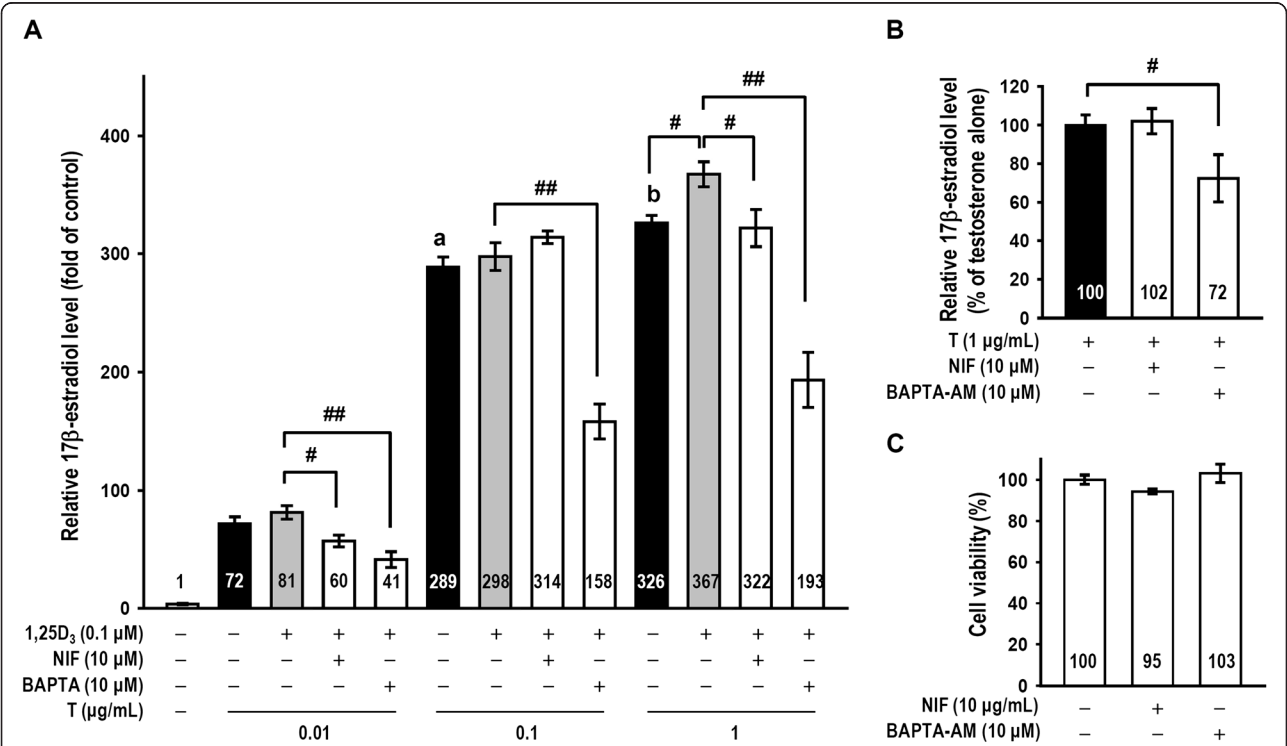 A
Relative 17β-estradiol level (fold of control)
400
300
200
100
0
# ##
##
a
##
#
b
# #
##
1
72
81
60
41
289
298
314
158
326
367
322
193
1,25D3 (0.1 µM) – – + + + – + + + – + + +
NIF (10 µM) – – – + – – – + – – – + –
BAPTA (10 µM) – – – – + – – – + – – – +
T (µg/mL) –
0.01 0.1 1
B
Relative 17β-estradiol level
(% of testosterone alone)
120
100
80
60
40
20
0
#
100 102 72
T (1 µg/mL) + + +
NIF (10 µM) – + –
BAPTA-AM (10 µM) – – +
C
Cell viability (%)
100
80
60
40
20
0
100 95 103
NIF (10 µg/mL) – + –
BAPTA-AM (10 µM) – – +